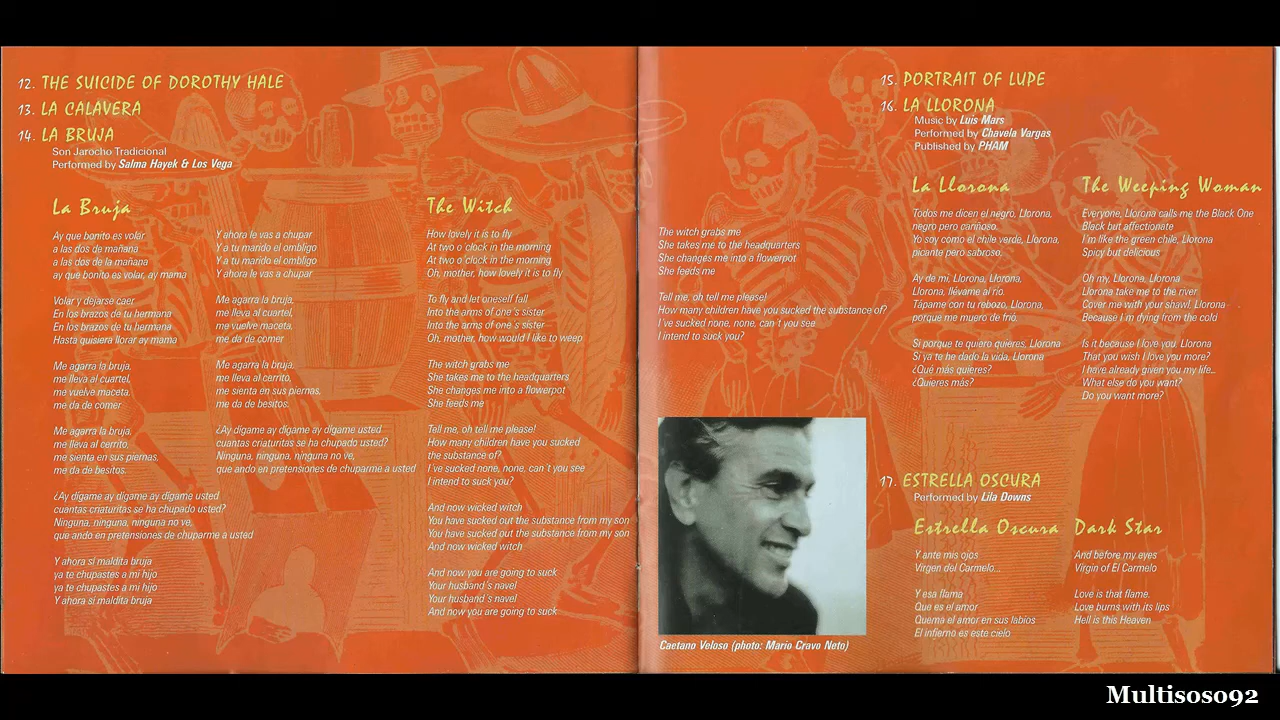 12. THE SUICIDE OF DOROTHY HALE
13. LA CALAVERA
14. LA BRUJA
Son Jarocho Tradicional
Performed by Salma Hayek & Los Vega
La Bruja
Ay que bonito es volar
a las dos de mañana
a las dos de la mañana
ay qué bonito es volar, ay mama
Volar y dejarse caer
En los brazos de tu hermana
En los brazos de tu hermana
Hasta quisiera llorar ay mama
Me agarra la bruja,
me lleva al cuartel,
me vuelve maceta,
me da de comer
Me agarra la bruja,
me lleva al cerrito,
me sienta en sus piernas,
me da de besitos.
¿Ay dígame ay dígame ay dígame usted
cuantas criaturitas se ha chupado usted?
Ninguna, ninguna, ninguna no ve,
que ando en pretensiones de chuparme a usted
Y ahora sí maldita bruja
ya te chupastes a mi hijo
ya te chupastes a mi hijo
Y ahora si maldita bruja
Y ahora le vas a chupar
Y a tu marido el ombligo
Y a tu marido el ombligo
Y ahora le vas a chupar
Me agarra la bruja,
me lleva al cuartel,
me vuelve maceta,
me da de comer
Me agarra la bruja,
me lleva al cerrito,
me sienta en sus piernas,
me da de besitos.
¿Ay dígame ay dígame ay dígame usted
cuantas criaturitas se ha chupado usted?
Ninguna, ninguna, ninguna no ve,
que ando en pretensiones de chuparme a usted
The Witch
How lovely it is to fly
At two o´clock in the morning
At two o´clock in the morning
Oh, mother, how lovely it is to fly
To fly and let oneself fall
Into the arms of one´s sister
Into the arms of one´s sister
Oh, mother, how would I like to weep
The witch grabs me
She takes me to the headquarters
She changes me into a flowerpot
She feeds me
Tell me, oh tell me please!
How many children have you sucked
the substance of?
I´ve sucked none, none, can´t you see
I intend to suck you?
And now wicked witch
You have sucked out the substance from my son
You have sucked out the substance from my son
And now wicked witch
And now you are going to suck
Your husband´s navel
Your husband´s navel
And now you are going to suck
The witch grabs me
She takes me to the headquarters
She changes me into a flowerpot
She feeds me
Tell me, oh tell me please!
How many children have you sucked the substance of?
I´ve sucked none, none, can´t you see
I intend to suck you?
Caetano Veloso (photo: Mario Cravo Neto)
15. PORTRAIT OF LUPE
16. LA LLORONA
Music by Luis Mars
Performed by Chavela Vargas
Published by PHAM
La Llorona
Todos me dicen el negro, Llorona,
negro pero cariñoso.
Yo soy como el chile verde, Llorona,
picante pero sabroso.
Ay de mi, Llorona, Llorona,
Llorona, llévame al río.
Tápame con tu rebozo, Llorona,
porque me muero de frió.
Si porque te quiero quieres, Llorona
Si ya te he dado la vida, Llorona
¿Qué más quieres?
¿Quieres más?
The Weeping Woman
Everyone, Llorona calls me the Black One
Black but affectionate
I´m like the green chile, Llorona
Spicy but delicious
Oh my, Llorona, Llorona
Llorona take me to the river
Cover me with your shawl, Llorona
Because I´m dying from the cold
Is it because I love you, Llorona
That you wish I love you more?
I have already given you my life...
What else do you want?
Do you want more?
17. ESTRELLA OSCURA
Performed by Lila Downs
Estrella Oscura
Y ante mis ojos
Virgen del Carmelo...
Y esa flama
Que es el amor
Quema el amor en sus labios
El infierno es este cielo
Dark Star
And before my eyes
Virgin of El Carmelo
Love is that flame.
Love burns with its lips
Hell is this Heaven
Multisoso92